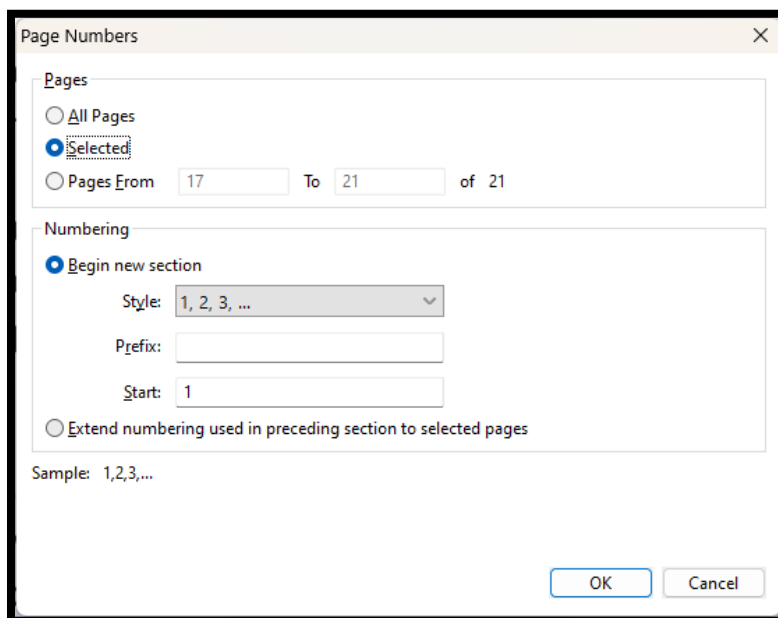 Page Numbers
Pages
All Pages
Selected
Pages From 17 To 21 of 21
Numbering
Begin new section
Style: 1, 2, 3, ...
Prefix:
Start: 1
Extend numbering used in preceding section to selected pages
Sample: 1,2,3,...
OK Cancel